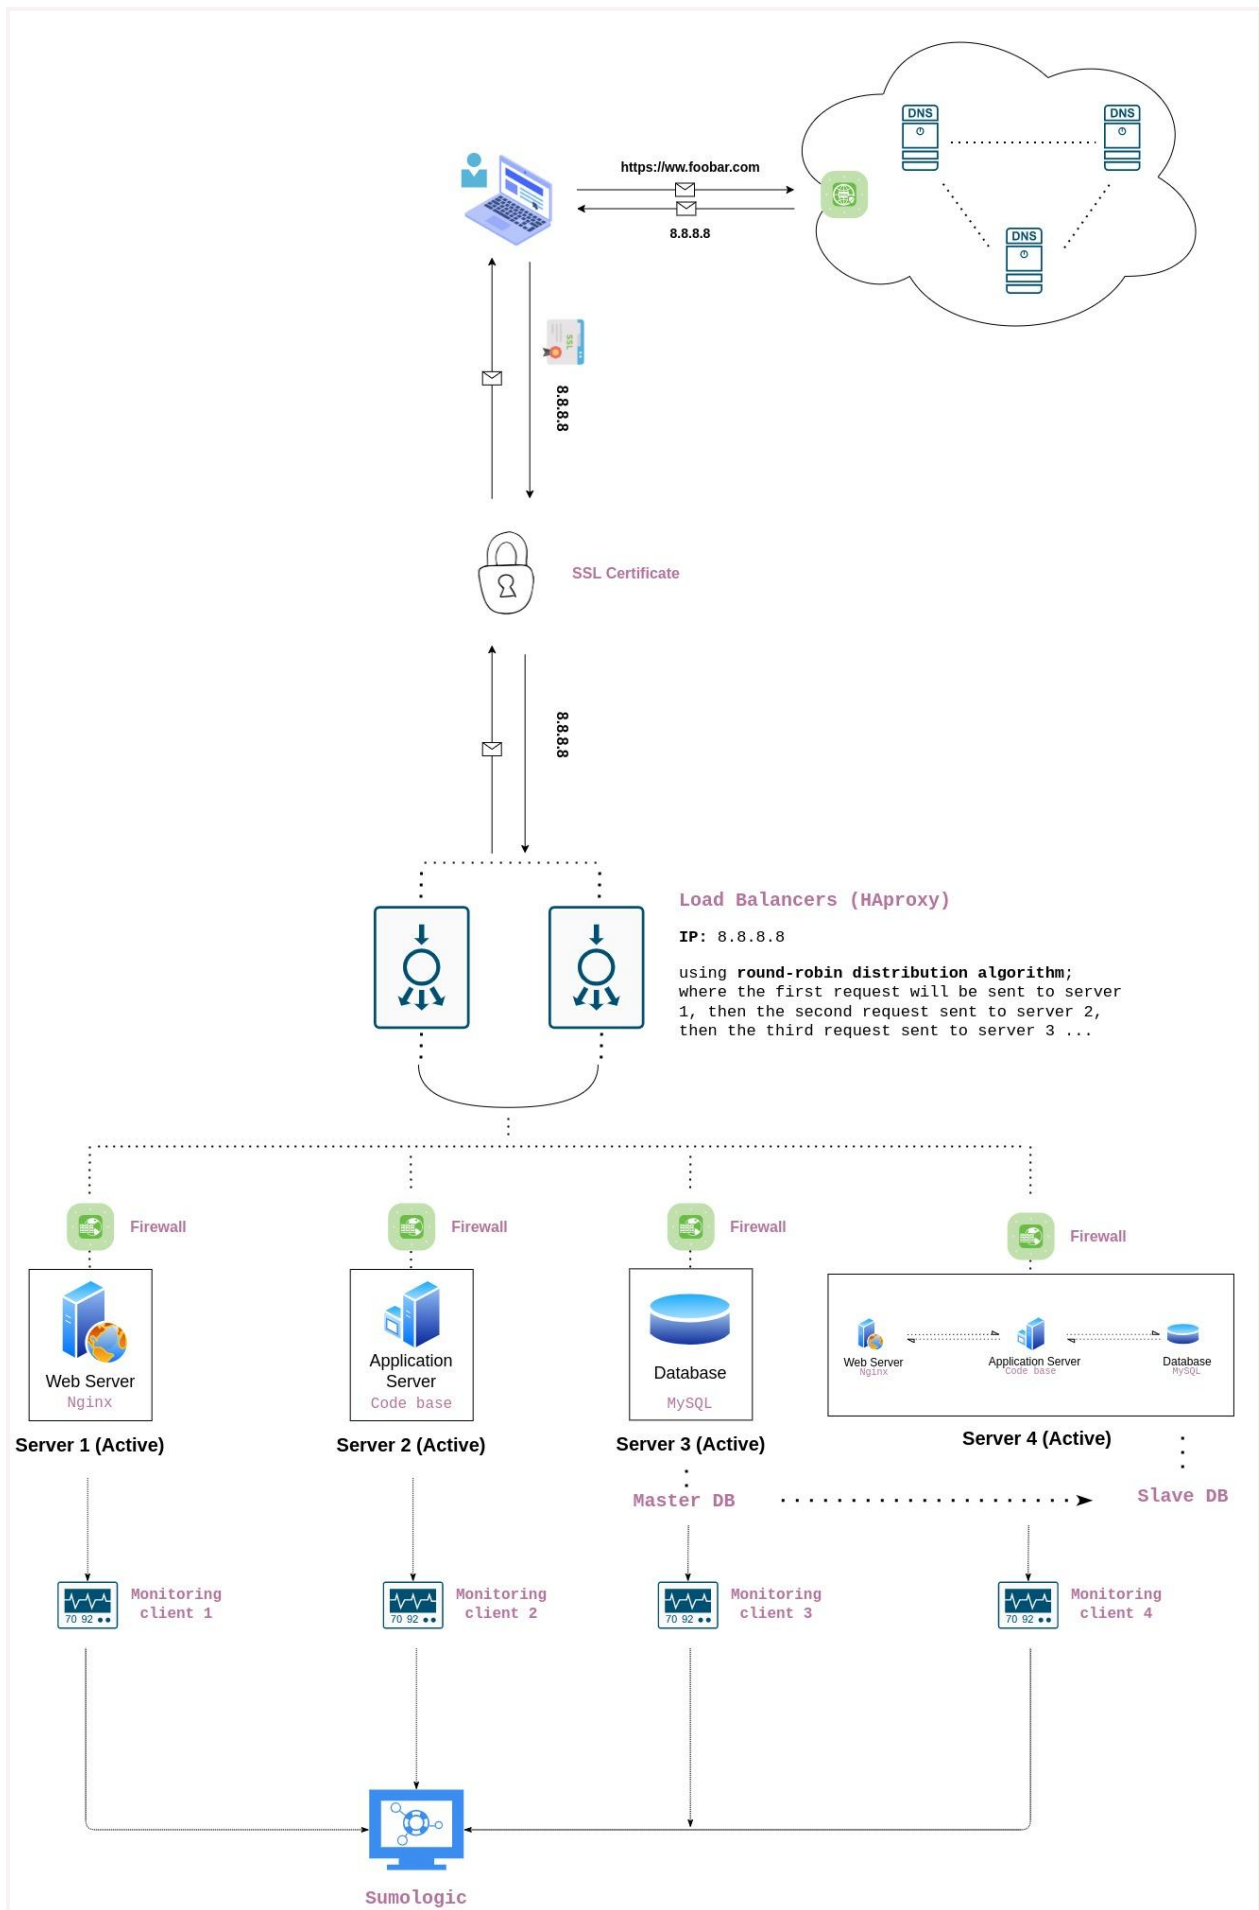 DNS
DNS
https://ww.foobar.com
8.8.8.8
DNS
SSL
8.8.8.8
SSL Certificate
8.8.8.8
Load Balancers (HAproxy)
IP: 8.8.8.8
using round-robin distribution algorithm;
where the first request will be sent to server
1, then the second request sent to server 2,
then the third request sent to server 3 ...
Firewall
Firewall
Firewall
Firewall
Web Server
Nginx
Server 1 (Active)
Application
Server
Code base
Server 2 (Active)
Database
MySQL
Server 3 (Active)
Web Server
Nginx
Application Server
Code base
Database
MySQL
Server 4 (Active)
Master DB
Slave DB
70 92
Monitoring
client 1
70 92
Monitoring
client 2
70 92
Monitoring
client 3
70 92
Monitoring
client 4
Sumologic